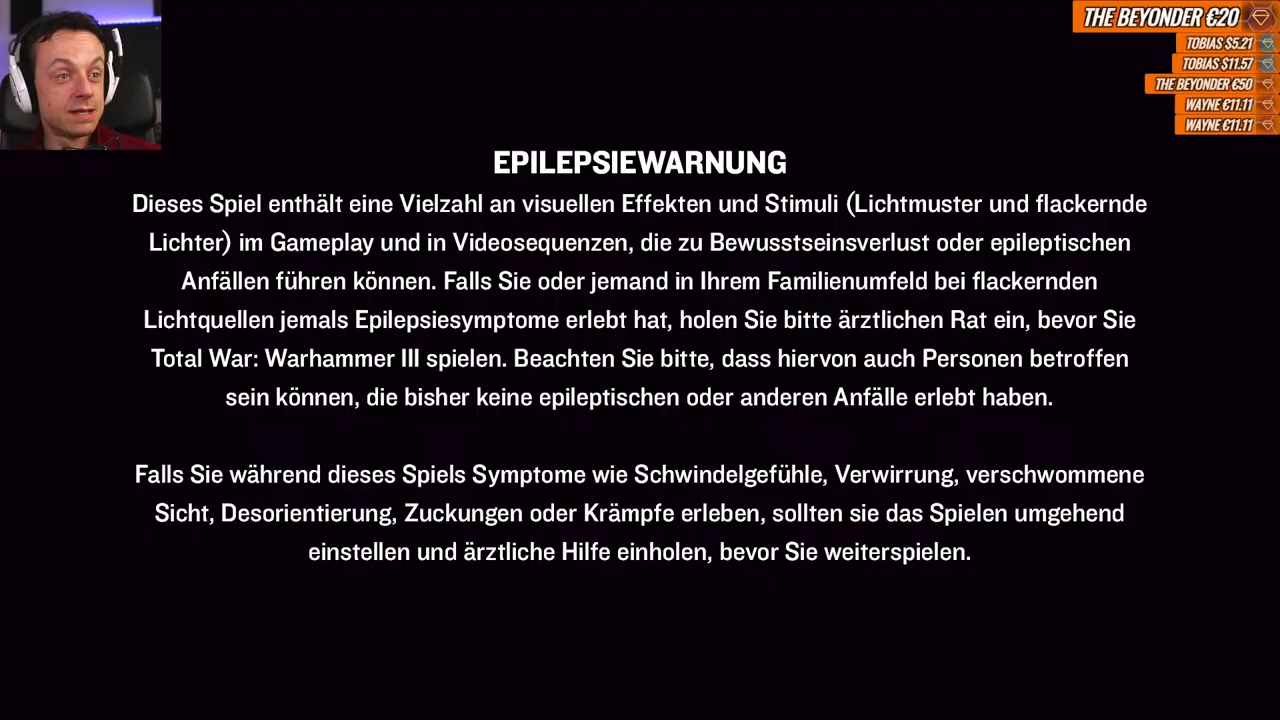 THE BEYONDER €20
TOBIAS $5.21
TOBIAS $11.57
THE BEYONDER €50
WAYNE €11.11
WAYNE €11.11
EPILEPSIEWARNUNG
Dieses Spiel enthält eine Vielzahl an visuellen Effekten und Stimuli (Lichtmuster und flackernde
Lichter) im Gameplay und in Videosequenzen, die zu Bewusstseinsverlust oder epileptischen
Anfällen führen können. Falls Sie oder jemand in Ihrem Familienumfeld bei flackernden
Lichtquellen jemals Epilepsiesymptome erlebt hat, holen Sie bitte ärztlichen Rat ein, bevor Sie
Total War: Warhammer III spielen. Beachten Sie bitte, dass hiervon auch Personen betroffen
sein können, die bisher keine epileptischen oder anderen Anfälle erlebt haben.
Falls Sie während dieses Spiels Symptome wie Schwindelgefühle, Verwirrung, verschwommene
Sicht, Desorientierung, Zuckungen oder Krämpfe erleben, sollten sie das Spielen umgehend
einstellen und ärztliche Hilfe einholen, bevor Sie weiterspielen.